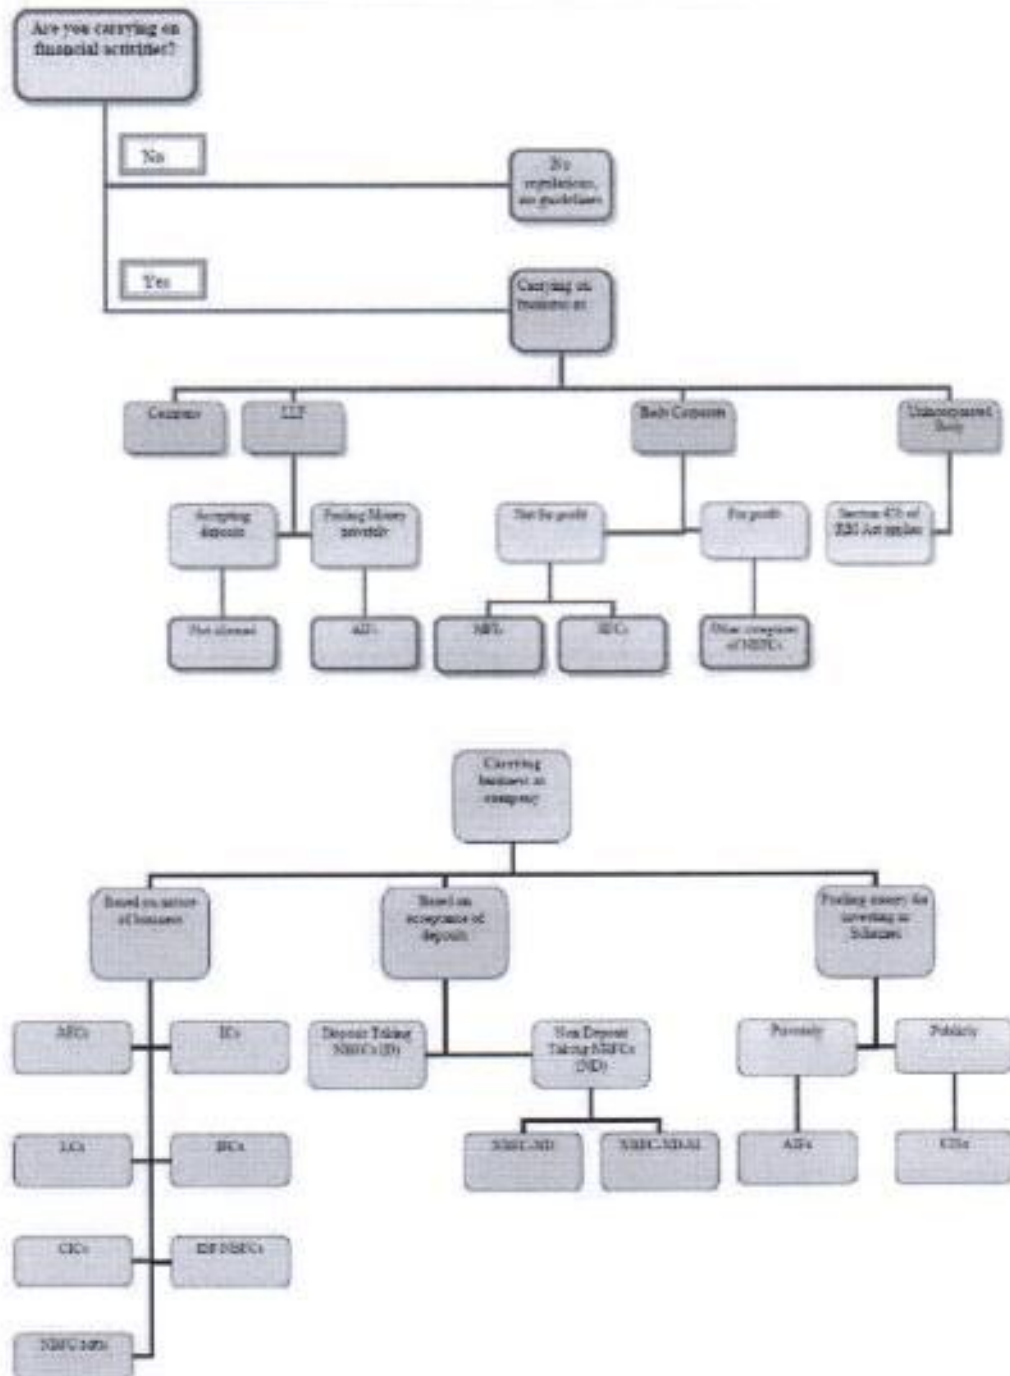 Are you carrying on
financial activities?
No
No
regulations,
no guidelines
Yes
Carrying on
business as
Company
LLP
Body Corporate
Unincorporated
Body
Accepting
deposits
Pooling Money
privately
Not for profit
For profit
Section 45S of
RBI Act applies
Not allowed
AIFs
Other categories
of NBFCs
Carrying
business as
company
Based on nature
of business
Based on
acceptance of
deposits
Pooling money for
investing in
Schemes
AFCs
ICs
Deposit Taking
NBFCs (D)
Non Deposit
Taking NBFCs
(ND)
Privately
Publicly
LCs
IFCs
NBFC-ND
NBFC-ND-SI
AIFs
CISs
CICs
IDF-NBFCs